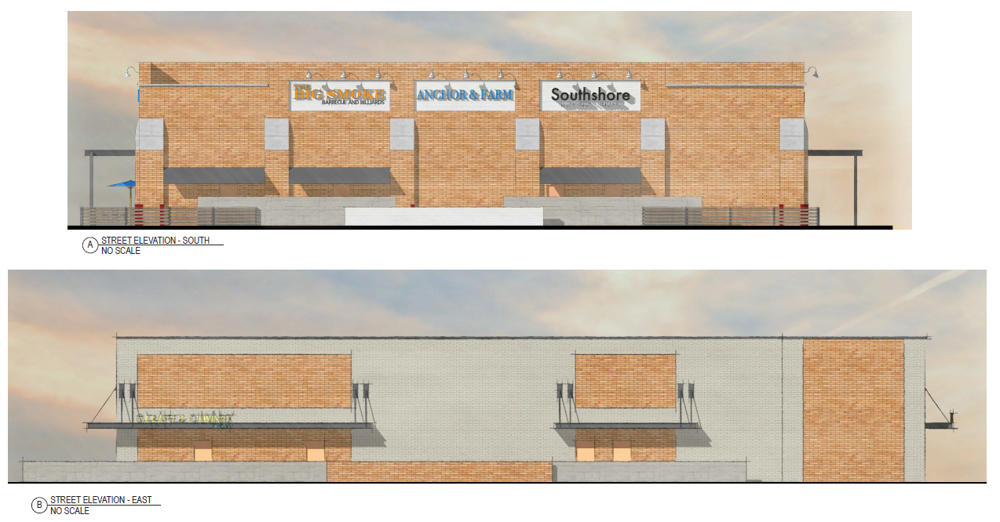 THE
BIG SMOKE
BARBECUE AND BILLIARDS
ANCHOR & FARM
Southshore
A
STREET ELEVATION - SOUTH
NO SCALE
B
STREET ELEVATION - EAST
NO SCALE